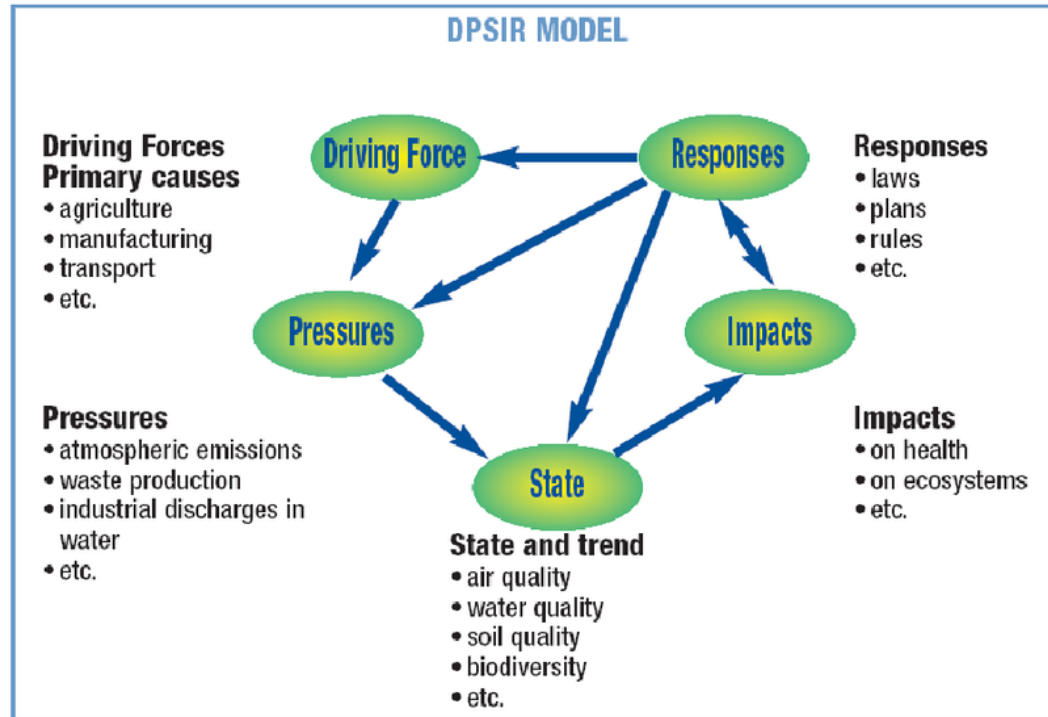 DPSIR MODEL
Driving Forces
Primary causes
• agriculture
• manufacturing
• transport
• etc.
Driving Force
Responses
Responses
• laws
• plans
• rules
• etc.
Pressures
Impacts
Pressures
• atmospheric emissions
• waste production
• industrial discharges in
water
• etc.
State
Impacts
• on health
• on ecosystems
• etc.
State and trend
• air quality
• water quality
• soil quality
• biodiversity
• etc.